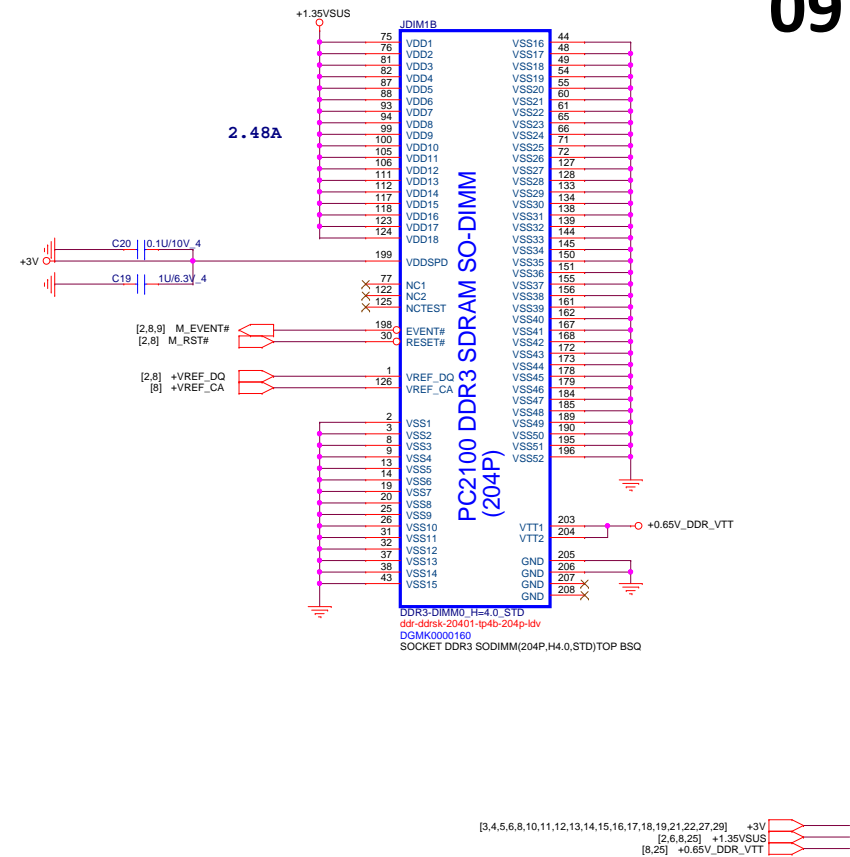 09
+1.35VSUS
JDIM1B
2.48A
75 VDD1
76 VDD2
81 VDD3
82 VDD4
87 VDD5
88 VDD6
93 VDD7
94 VDD8
99 VDD9
100 VDD10
105 VDD11
106 VDD12
111 VDD13
112 VDD14
117 VDD15
118 VDD16
123 VDD17
124 VDD18
C20 0.1U/10V_4
+3V
C19 1U/6.3V_4
199 VDDSPD
77 NC1
122 NC2
125 NCTEST
[2,8,9] M_EVENT# 198 EVENT#
[2,8] M_RST# 30 RESET#
[2,8] +VREF_DQ 1 VREF_DQ
[8] +VREF_CA 126 VREF_CA
2 VSS1
3 VSS2
8 VSS3
9 VSS4
13 VSS5
14 VSS6
19 VSS7
20 VSS8
25 VSS9
26 VSS10
31 VSS11
32 VSS12
37 VSS13
38 VSS14
43 VSS15
PC2100 DDR3 SDRAM SO-DIMM
(204P)
VSS16 44
VSS17 48
VSS18 49
VSS19 54
VSS20 55
VSS21 60
VSS22 61
VSS23 65
VSS24 66
VSS25 71
VSS26 72
VSS27 127
VSS28 128
VSS29 133
VSS30 134
VSS31 138
VSS32 139
VSS33 144
VSS34 145
VSS35 150
VSS36 151
VSS37 155
VSS38 156
VSS39 161
VSS40 162
VSS41 167
VSS42 168
VSS43 172
VSS44 173
VSS45 178
VSS46 179
VSS47 184
VSS48 185
VSS49 189
VSS50 190
VSS51 195
VSS52 196
VTT1 203
VTT2 204
+0.65V_DDR_VTT
GND 205
GND 206
GND 207
GND 208
DDR3-DIMM0_H=4.0_STD
ddr-ddrsk-20401-tp4b-204p-ldv
DGMK0000160
SOCKET DDR3 SODIMM(204P,H4.0,STD)TOP BSQ
[3,4,5,6,8,10,11,12,13,14,15,16,17,18,19,21,22,27,29] +3V
[2,6,8,25] +1.35VSUS
[8,25] +0.65V_DDR_VTT